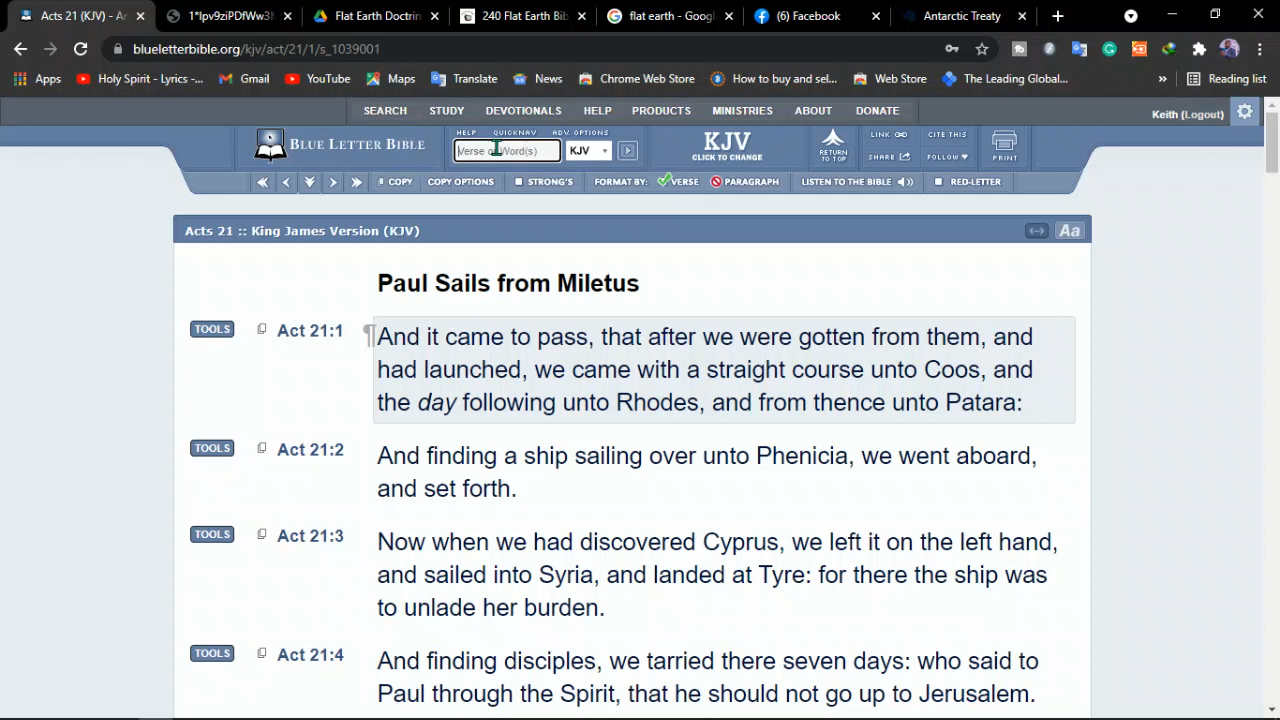 Acts 21 (KJV) - Ar
1*lpv9ziPDfWw3h
Flat Earth Doctrin
240 Flat Earth Bib
flat earth - Googl
(6) Facebook
Antarctic Treaty
blueletterbible.org/kjv/act/21/1/s_1039001
Apps
Holy Spirit - Lyrics -...
Gmail
YouTube
Maps
Translate
News
Chrome Web Store
How to buy and sel...
Web Store
The Leading Global...
»
Reading list
SEARCH STUDY DEVOTIONALS HELP PRODUCTS MINISTRIES ABOUT DONATE
Keith (Logout)
HELP QUICKNAV ADV. OPTIONS
BLUE LETTER BIBLE
Verse or Word(s)
KJV
KJV
CLICK TO CHANGE
RETURN
TO TOP
LINK
CITE THIS
SHARE
FOLLOW
PRINT
COPY COPY OPTIONS STRONG'S FORMAT BY: VERSE PARAGRAPH LISTEN TO THE BIBLE RED-LETTER
Acts 21 :: King James Version (KJV)
Aa
Paul Sails from Miletus
TOOLS Act 21:1 ¶And it came to pass, that after we were gotten from them, and
had launched, we came with a straight course unto Coos, and
the day following unto Rhodes, and from thence unto Patara:
TOOLS Act 21:2 And finding a ship sailing over unto Phenicia, we went aboard,
and set forth.
TOOLS Act 21:3 Now when we had discovered Cyprus, we left it on the left hand,
and sailed into Syria, and landed at Tyre: for there the ship was
to unlade her burden.
TOOLS Act 21:4 And finding disciples, we tarried there seven days: who said to
Paul through the Spirit, that he should not go up to Jerusalem.